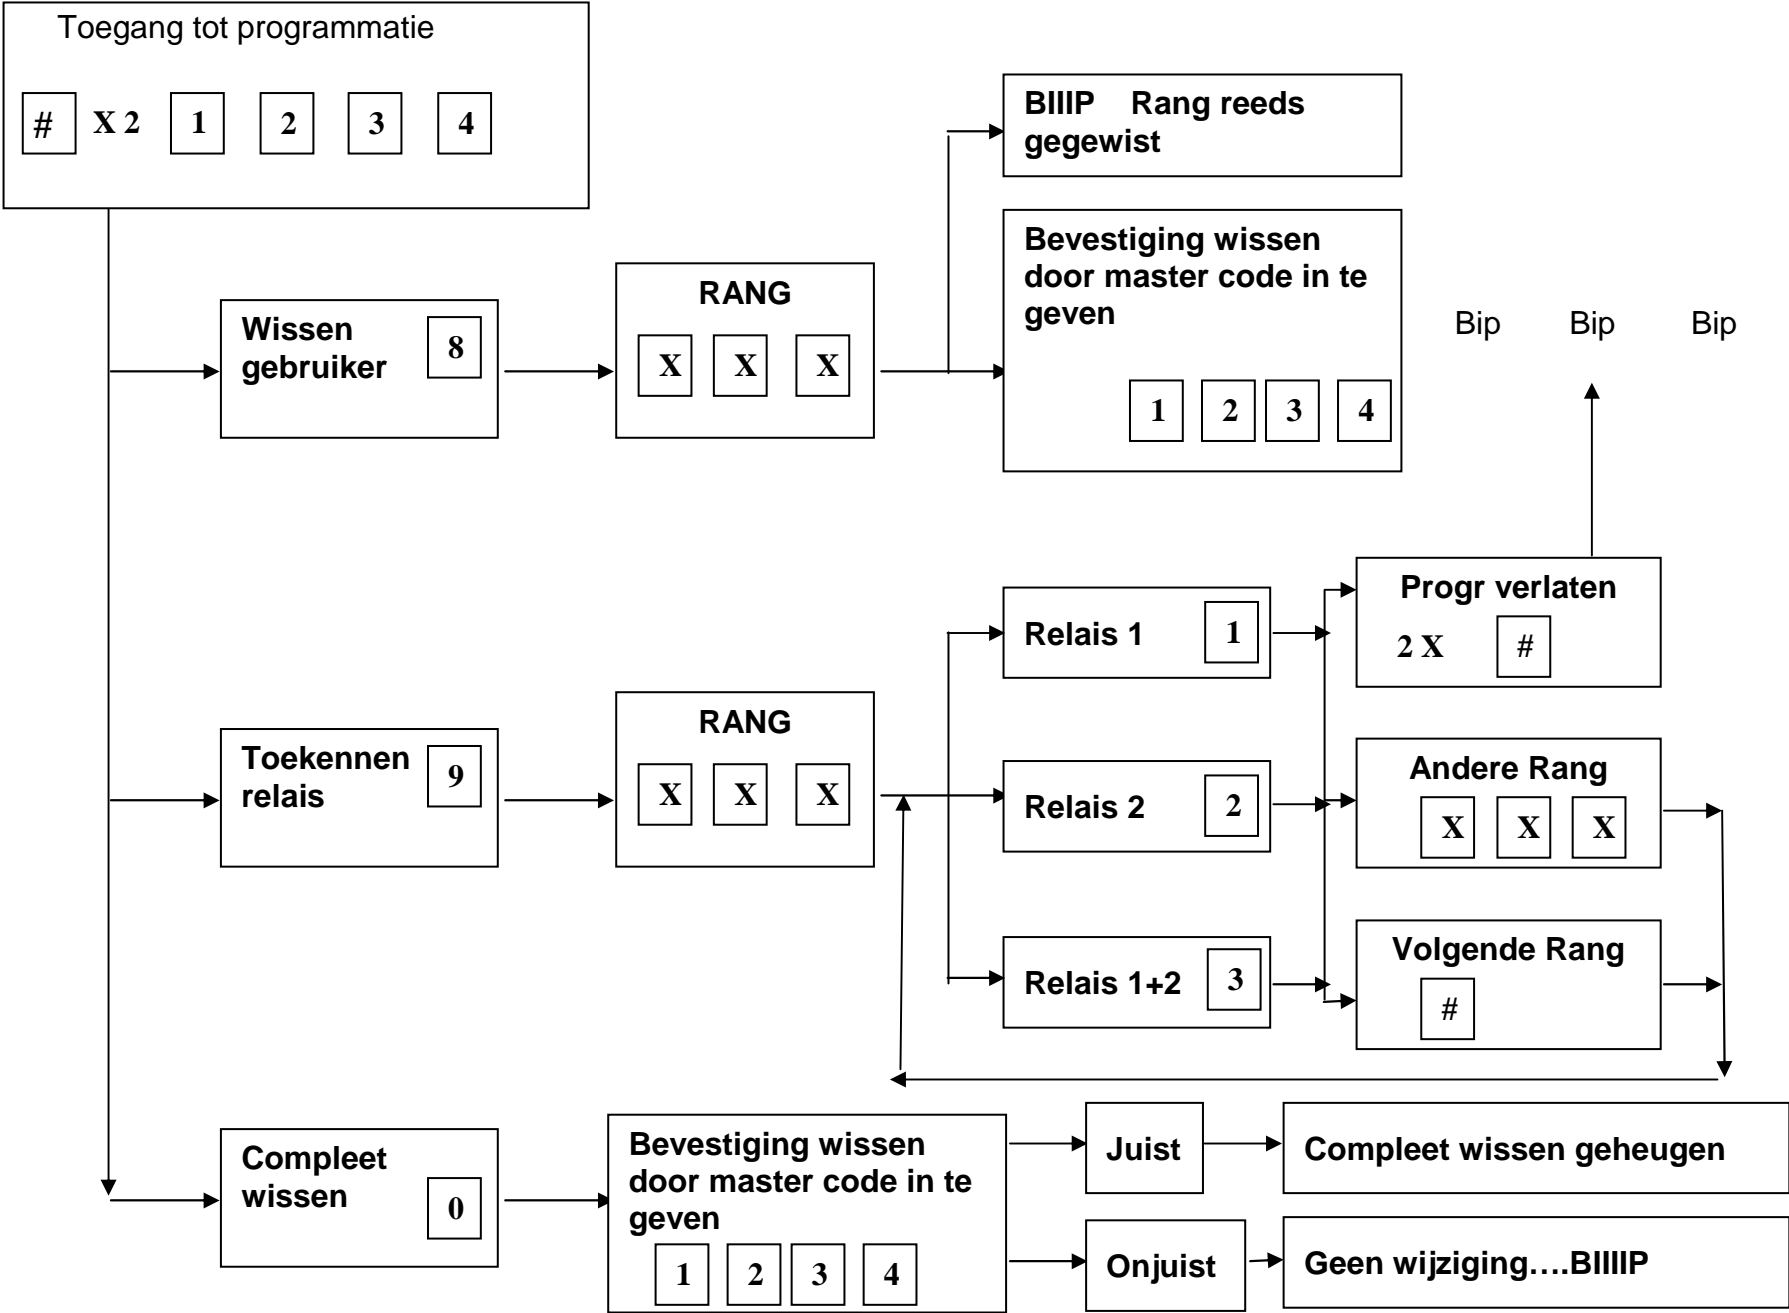 Toegang tot programmatie
# X 2 1 2 3 4
BIIIP Rang reeds
gegewist
Wissen
gebruiker 8
RANG
X X X
Bevestiging wissen
door master code in te
geven
1 2 3 4
Bip Bip Bip
Toekennen
relais 9
RANG
X X X
Relais 1 1
Relais 2 2
Relais 1+2 3
Progr verlaten
2 X #
Andere Rang
X X X
Volgende Rang
#
Compleet
wissen 0
Bevestiging wissen
door master code in te
geven
1 2 3 4
Juist
Compleet wissen geheugen
Onjuist
Geen wijziging....BIIIIP